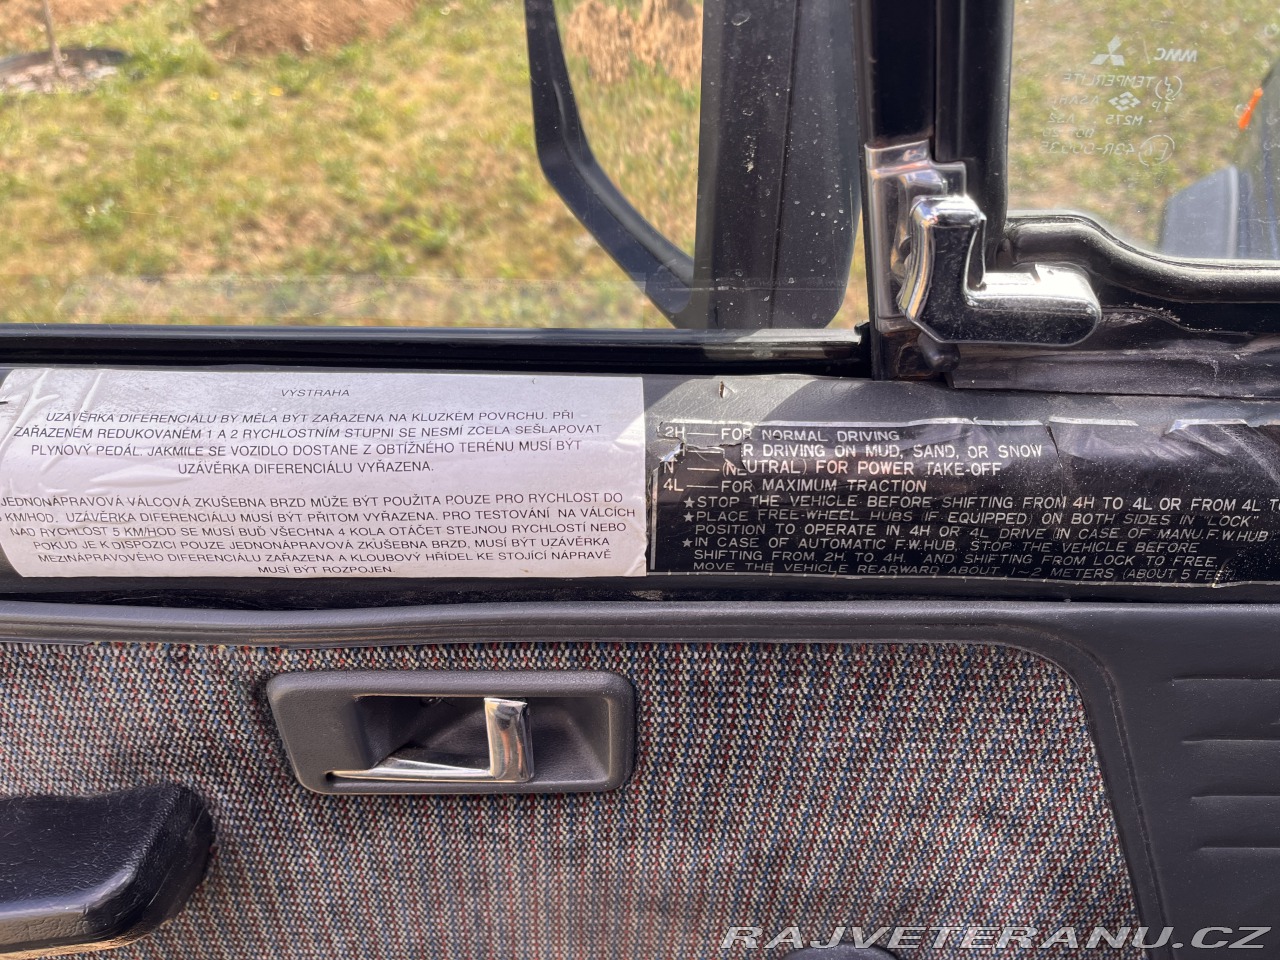 VÝSTRAHA
UZÁVĚRKA DIFERENCIÁLU BY MĚLA BÝT ZAŘAZENA NA KLUZKÉM POVRCHU. PŘI
ZAŘAZENÉM REDUKOVANÉM 1 A 2 RYCHLOSTNÍM STUPNI SE NESMÍ ZCELA SEŠLAPOVAT
PLYNOVÝ PEDÁL. JAKMILE SE VOZIDLO DOSTANE Z OBTÍŽNÉHO TERÉNU MUSÍ BÝT
UZÁVĚRKA DIFERENCIÁLU VYŘAZENA.
JEDNONÁPRAVOVÁ VÁLCOVÁ ZKUŠEBNA BRZD MŮŽE BÝT POUŽITA POUZE PRO RYCHLOST DO
KM/HOD. UZÁVĚRKA DIFERENCIÁLU MUSÍ BÝT PŘITOM VYŘAZENA. PRO TESTOVÁNÍ NA VÁLCÍCH
NAD RYCHLOST 5 KM/HOD SE MUSÍ BUĎ VŠECHNA 4 KOLA OTÁČET STEJNOU RYCHLOSTÍ NEBO
POKUD JE K DISPOZICI POUZE JEDNONÁPRAVOVÁ ZKUŠEBNA BRZD, MUSÍ BÝT UZÁVĚRKA
MEZINÁPRAVOVÉHO DIFERENCIÁLU ZAŘAZENA A KLOUBOVÝ HŘÍDEL KE STOJÍCÍ NÁPRAVĚ
MUSÍ BÝT ROZPOJEN.
2H — FOR NORMAL DRIVING
R DRIVING ON MUD, SAND, OR SNOW
N — (NEUTRAL) FOR POWER TAKE-OFF
4L — FOR MAXIMUM TRACTION
★STOP THE VEHICLE BEFORE SHIFTING FROM 4H TO 4L OR FROM 4L T
★PLACE FREE-WHEEL HUBS (IF EQUIPPED) ON BOTH SIDES IN "LOCK"
POSITION TO OPERATE IN 4H OR 4L DRIVE (IN CASE OF MANU.F.W.HUB)
★IN CASE OF AUTOMATIC F.W.HUB, STOP THE VEHICLE BEFORE
SHIFTING FROM 2H TO 4H, AND SHIFTING FROM LOCK TO FREE,
MOVE THE VEHICLE REARWARD ABOUT 1-2 METERS (ABOUT 5 FEET
MMC
TEMPERLITE
ASAHI
M275
43R-00035
RAJVETERANU.CZ